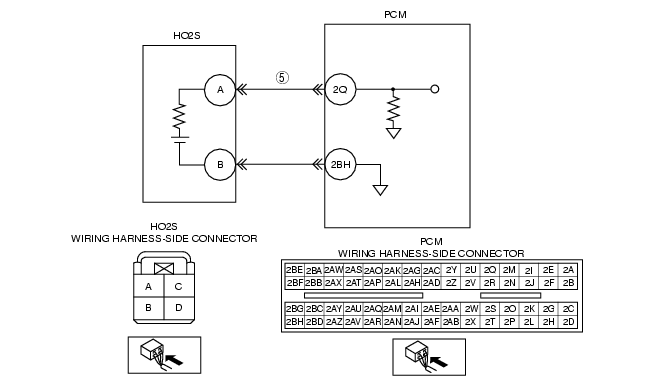 PCM
HO2S
A
⑤
2Q
B
2BH
HO2S
WIRING HARNESS-SIDE CONNECTOR
A C
B D
PCM
WIRING HARNESS-SIDE CONNECTOR
2BE 2BA 2AW 2AS 2AO 2AK 2AG 2AC 2Y 2U 2Q 2M 2I 2E 2A
2BF 2BB 2AX 2AT 2AP 2AL 2AH 2AD 2Z 2V 2R 2N 2J 2F 2B
2BG 2BC 2AY 2AU 2AQ 2AM 2AI 2AE 2AA 2W 2S 2O 2K 2G 2C
2BH 2BD 2AZ 2AV 2AR 2AN 2AJ 2AF 2AB 2X 2T 2P 2L 2H 2D